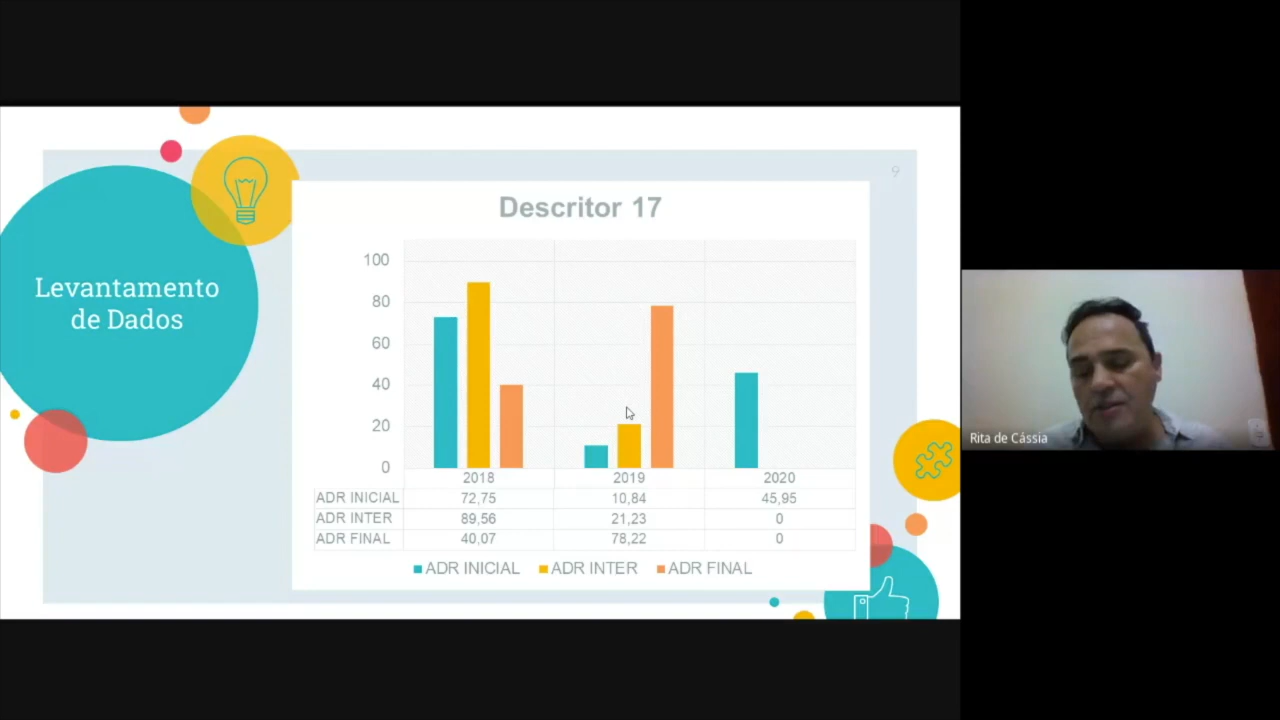 9
Levantamento
de Dados
Descritor 17
100
80
60
40
20
0
2018 2019 2020
ADR INICIAL 72,75 10,84 45,95
ADR INTER 89,56 21,23 0
ADR FINAL 40,07 78,22 0
ADR INICIAL ADR INTER ADR FINAL
Rita de Cássia